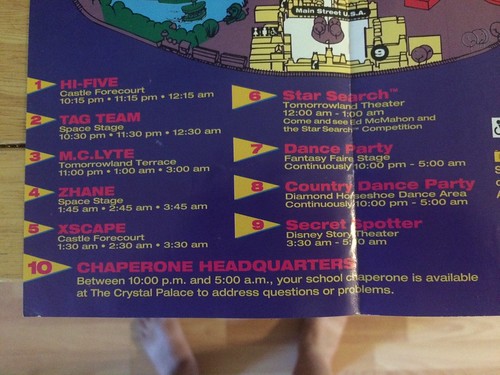 Main Street U.S.A.
9
1 HI-FIVE
Castle Forecourt
10:15 pm • 11:15 pm • 12:15 am
2 TAG TEAM
Space Stage
10:30 pm • 11:30 pm • 12:30 am
3 M.C.LYTE
Tomorrowland Terrace
11:00 pm • 1:00 am • 3:00 am
4 ZHANE
Space Stage
1:45 am • 2:45 am • 3:45 am
5 XSCAPE
Castle Forecourt
1:30 am • 2:30 am • 3:30 am
6 Star Search™
Tomorrowland Theater
12:00 am - 1:00 am
Come and see Ed McMahon and
the Star Search™ Competition
7 Dance Party
Fantasy Faire Stage
Continuously 10:00 pm - 5:00 am
8 Country Dance Party
Diamond Horseshoe Dance Area
Continuously 10:00 pm - 5:00 am
9 Secret Spotter
Disney Story Theater
3:30 am - 5:30 am
10 CHAPERONE HEADQUARTERS
Between 10:00 p.m. and 5:00 a.m., your school chaperone is available
at The Crystal Palace to address questions or problems.